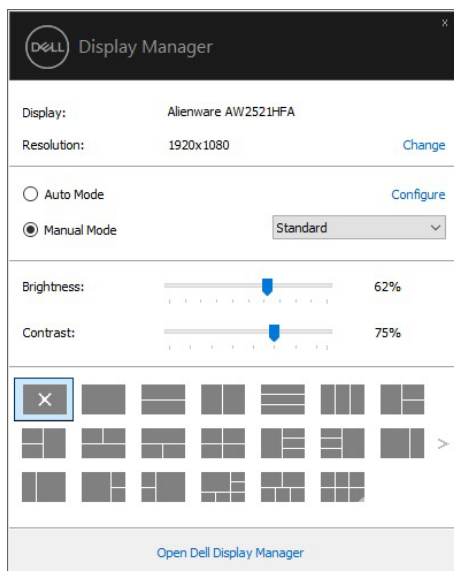 x
DELL Display Manager
Display: Alienware AW2521HFA
Resolution: 1920x1080 Change
Auto Mode Configure
Manual Mode Standard
Brightness: 62%
Contrast: 75%
Open Dell Display Manager